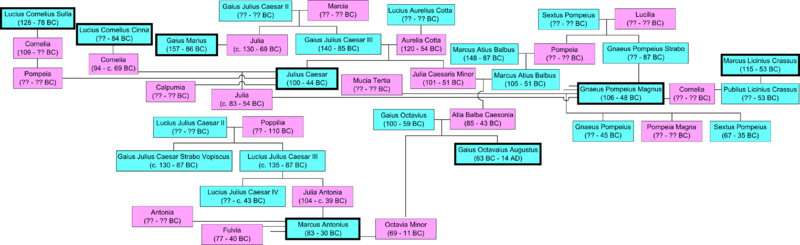 Lucius Cornelius Sulla
(128 - 78 BC)
Lucius Cornelius Cinna
(?? - 84 BC)
Gaius Julius Caesar II
(?? - ?? BC)
Marcia
(?? - ?? BC)
Lucius Aurelius Cotta
(?? - ?? BC)
Sextus Pompeius
(?? - ?? BC)
Lucilia
(?? - ?? BC)
Cornelia
(109 - ?? BC)
Cornelia
(94 - c. 69 BC)
Gaius Marius
(157 - 86 BC)
Julia
(c. 130 - 69 BC)
Gaius Julius Caesar III
(140 - 85 BC)
Aurelia Cotta
(120 - 54 BC)
Marcus Atius Balbus
(148 - 87 BC)
Pompeia
(?? - ?? BC)
Gnaeus Pompeius Strabo
(?? - 87 BC)
Marcus Licinius Crassus
(115 - 53 BC)
Pompeia
(?? - ?? BC)
Calpurnia
(?? - ?? BC)
Julius Caesar
(100 - 44 BC)
Julia
(c. 83 - 54 BC)
Mucia Tertia
(?? - ?? BC)
Julia Caesaris Minor
(101 - 51 BC)
Marcus Atius Balbus
(105 - 51 BC)
Gnaeus Pompeius Magnus
(106 - 48 BC)
Cornelia
(?? - ?? BC)
Publius Licinius Crassus
(?? - 53 BC)
Lucius Julius Caesar II
(?? - ?? BC)
Poppilia
(?? - 110 BC)
Gaius Octavius
(100 - 59 BC)
Atia Balba Caesonia
(85 - 43 BC)
Gnaeus Pompeius
(?? - 45 BC)
Pompeia Magna
(?? - ?? BC)
Sextus Pompeius
(67 - 35 BC)
Gaius Julius Caesar Strabo Vopiscus
(c. 130 - 87 BC)
Lucius Julius Caesar III
(c. 135 - 87 BC)
Gaius Octavaius Augustus
(63 BC - 14 AD)
Lucius Julius Caesar IV
(?? - c. 43 BC)
Julia Antonia
(104 - c. 39 BC)
Antonia
(?? - ?? BC)
Fulvia
(77 - 40 BC)
Marcus Antonius
(83 - 30 BC)
Octavia Minor
(69 - 11 BC)